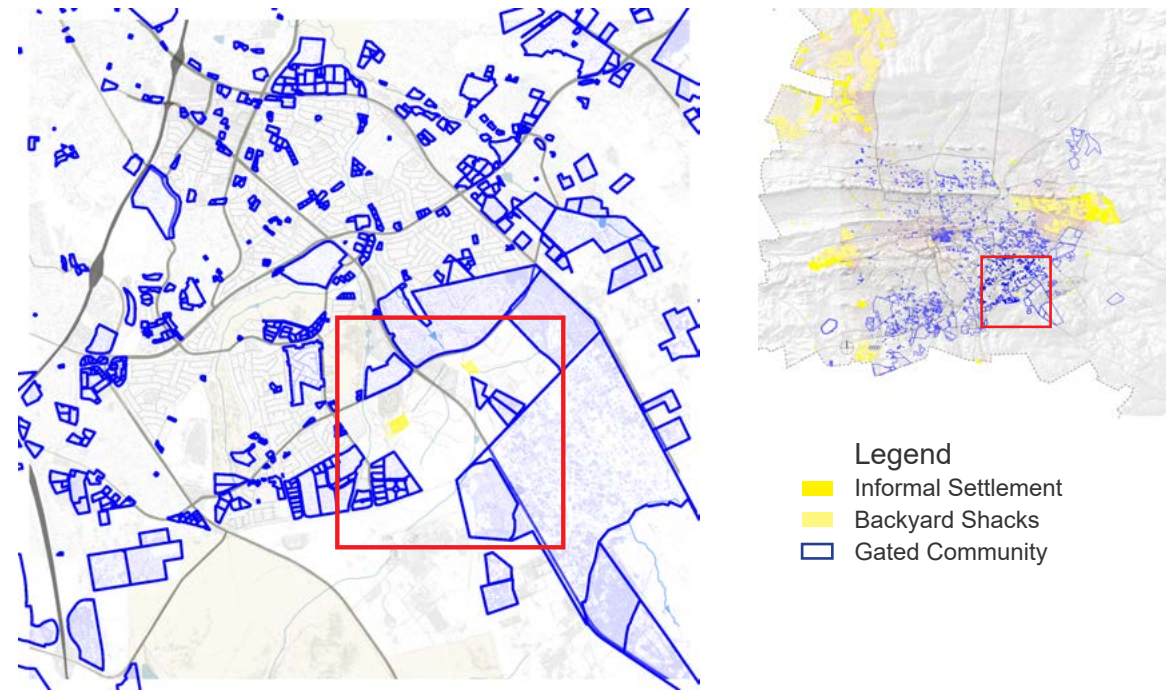 Legend
Informal Settlement
Backyard Shacks
Gated Community